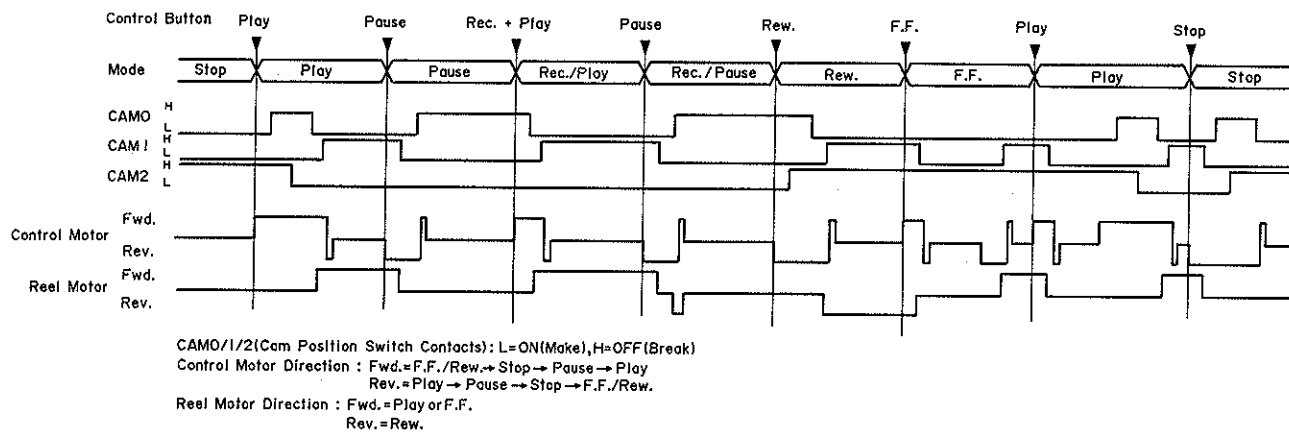 Control Button Play Pause Rec. + Play Pause Rew. F.F. Play Stop
Mode Stop Play Pause Rec./Play Rec./Pause Rew. F.F. Play Stop
CAM0 H L
CAM1 H L
CAM2 H L
Control Motor Fwd. Rev.
Reel Motor Fwd. Rev.
CAM0/1/2(Cam Position Switch Contacts): L=ON(Make), H=OFF(Break)
Control Motor Direction : Fwd.=F.F./Rew.→Stop→Pause→Play
Rev.=Play→Pause→Stop→F.F./Rew.
Reel Motor Direction : Fwd.=Play or F.F.
Rev.=Rew.